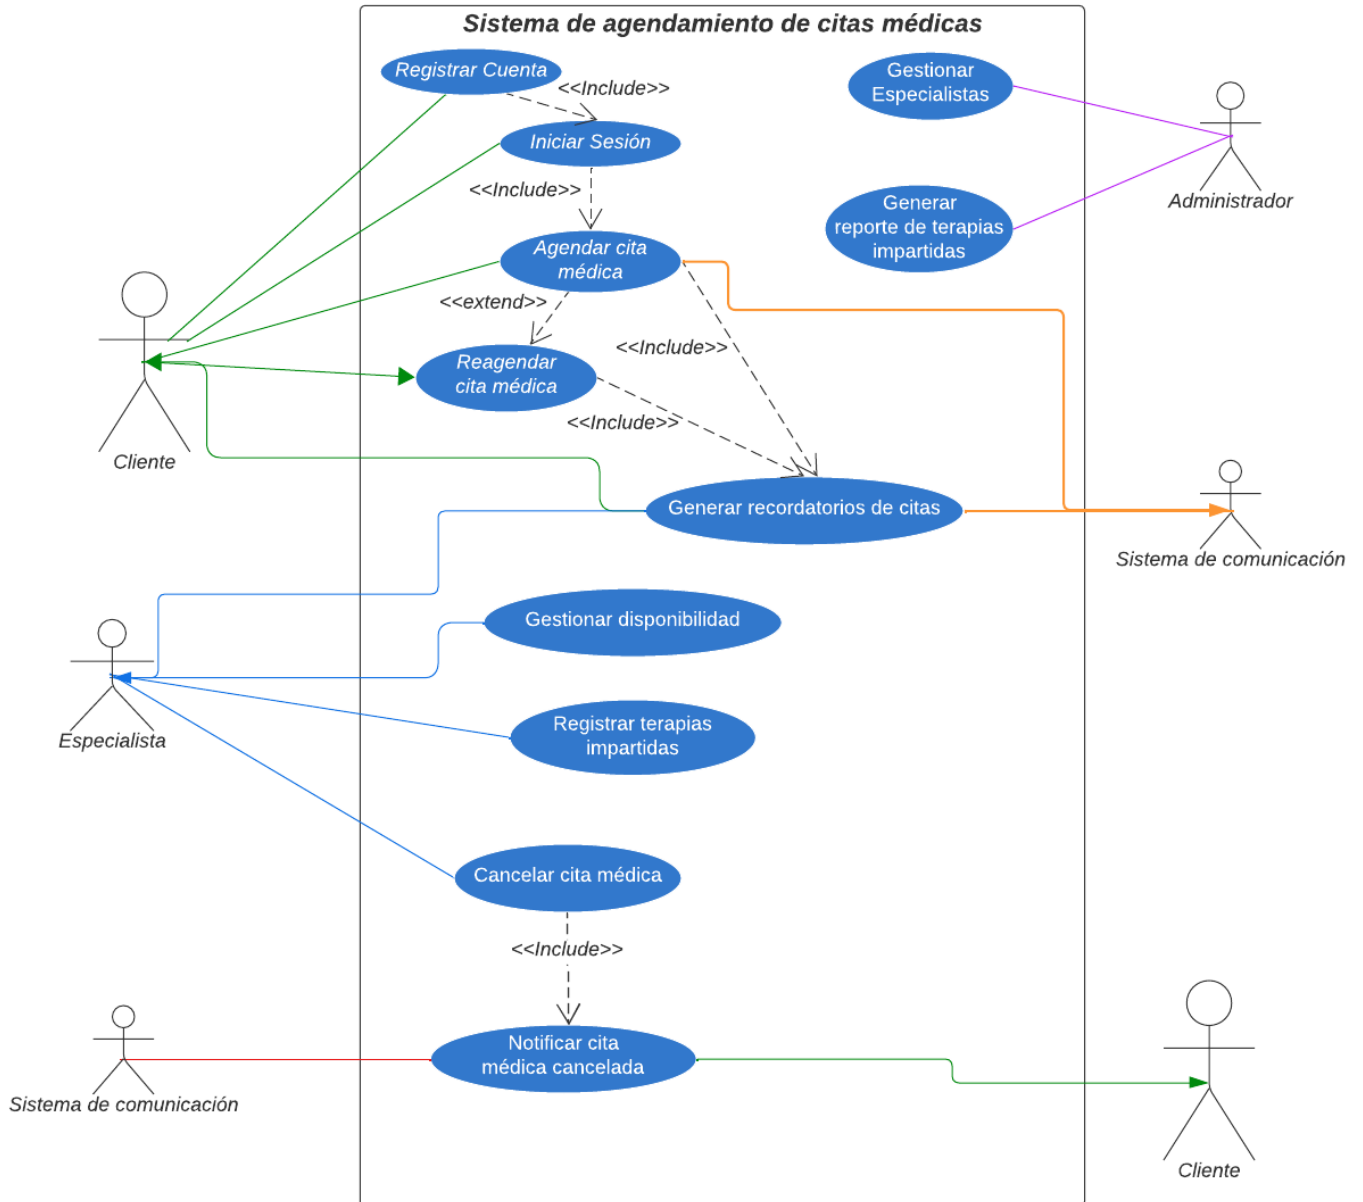 Sistema de agendamiento de citas médicas
Registrar Cuenta
<<Include>>
Gestionar
Especialistas
Iniciar Sesión
<<Include>>
Administrador
Generar
reporte de terapias
impartidas
Agendar cita
médica
<<extend>>
<<Include>>
Reagendar
cita médica
<<Include>>
Cliente
Generar recordatorios de citas
Sistema de comunicación
Gestionar disponibilidad
Especialista
Registrar terapias
impartidas
Cancelar cita médica
<<Include>>
Notificar cita
médica cancelada
Sistema de comunicación
Cliente